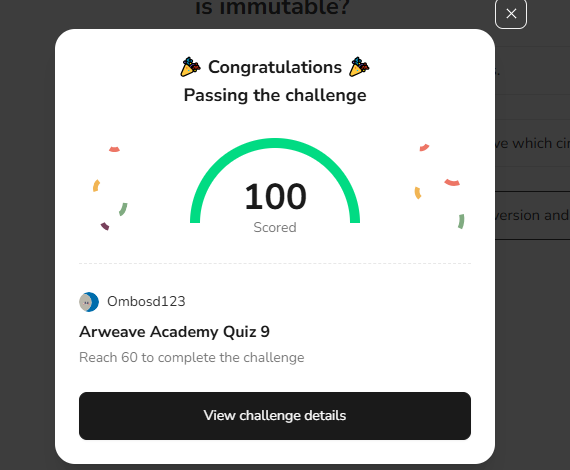 is immutable?
🎉 Congratulations 🎉
Passing the challenge
100
Scored
Ombosd123
Arweave Academy Quiz 9
Reach 60 to complete the challenge
View challenge details
ve which
version and